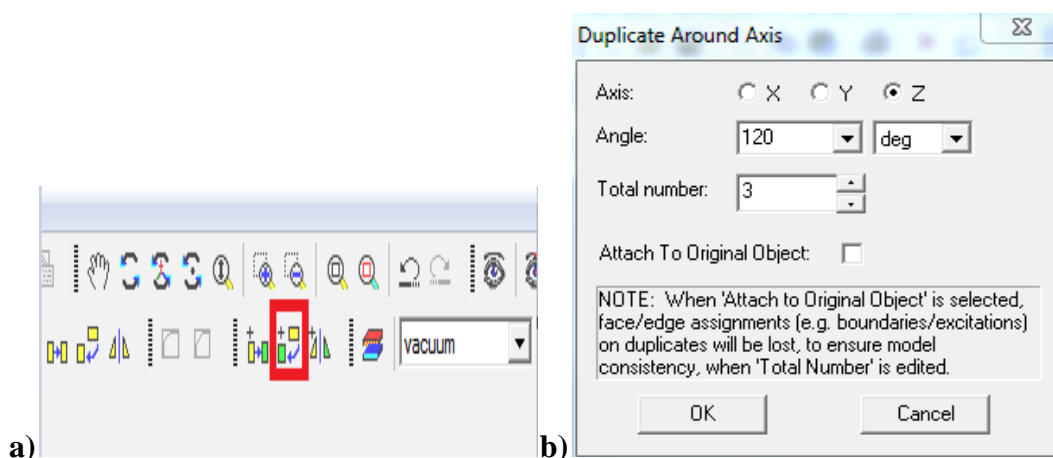 Duplicate Around Axis
Axis: X Y Z
Angle: 120 deg
Total number: 3
Attach To Original Object:
NOTE: When 'Attach to Original Object' is selected,
face/edge assignments (e.g. boundaries/excitations)
on duplicates will be lost, to ensure model
consistency, when 'Total Number' is edited.
OK Cancel
vacuum
a) b)